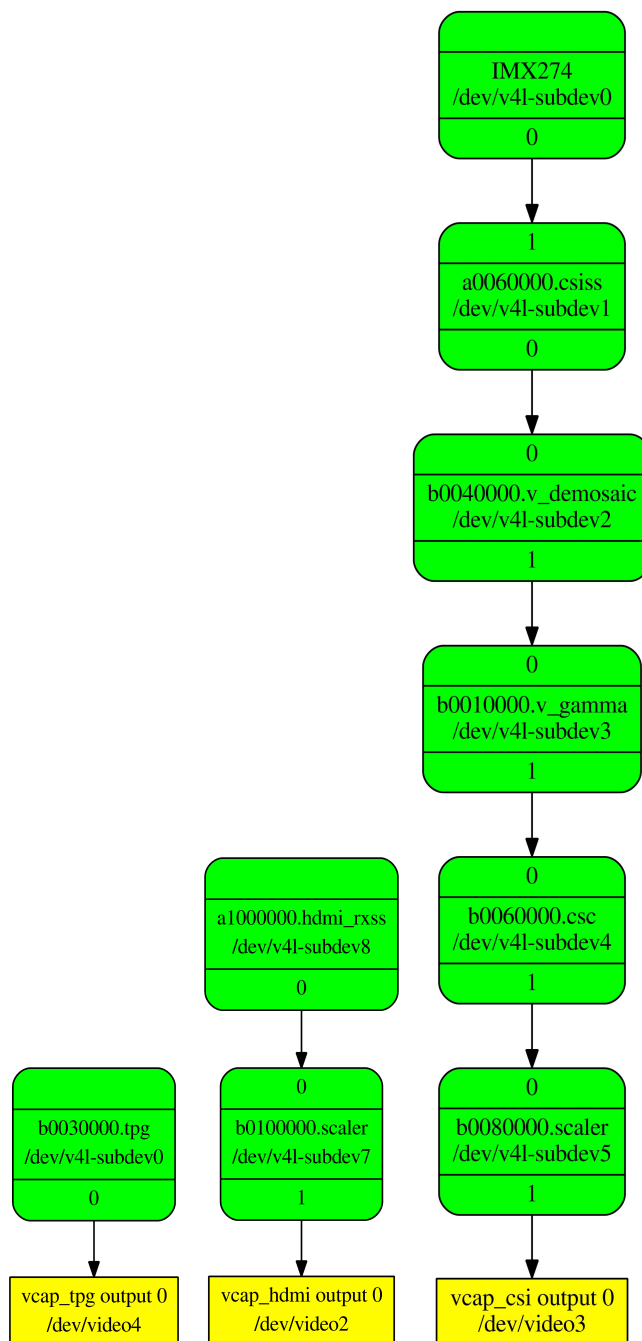 IMX274
/dev/v4l-subdev0
0
1
a0060000.csiss
/dev/v4l-subdev1
0
0
b0040000.v_demosaic
/dev/v4l-subdev2
1
0
b0010000.v_gamma
/dev/v4l-subdev3
1
0
b0060000.csc
/dev/v4l-subdev4
1
0
b0080000.scaler
/dev/v4l-subdev5
1
vcap_csi output 0
/dev/video3
a1000000.hdmi_rxss
/dev/v4l-subdev8
0
0
b0100000.scaler
/dev/v4l-subdev7
1
vcap_hdmi output 0
/dev/video2
b0030000.tpg
/dev/v4l-subdev0
0
vcap_tpg output 0
/dev/video4